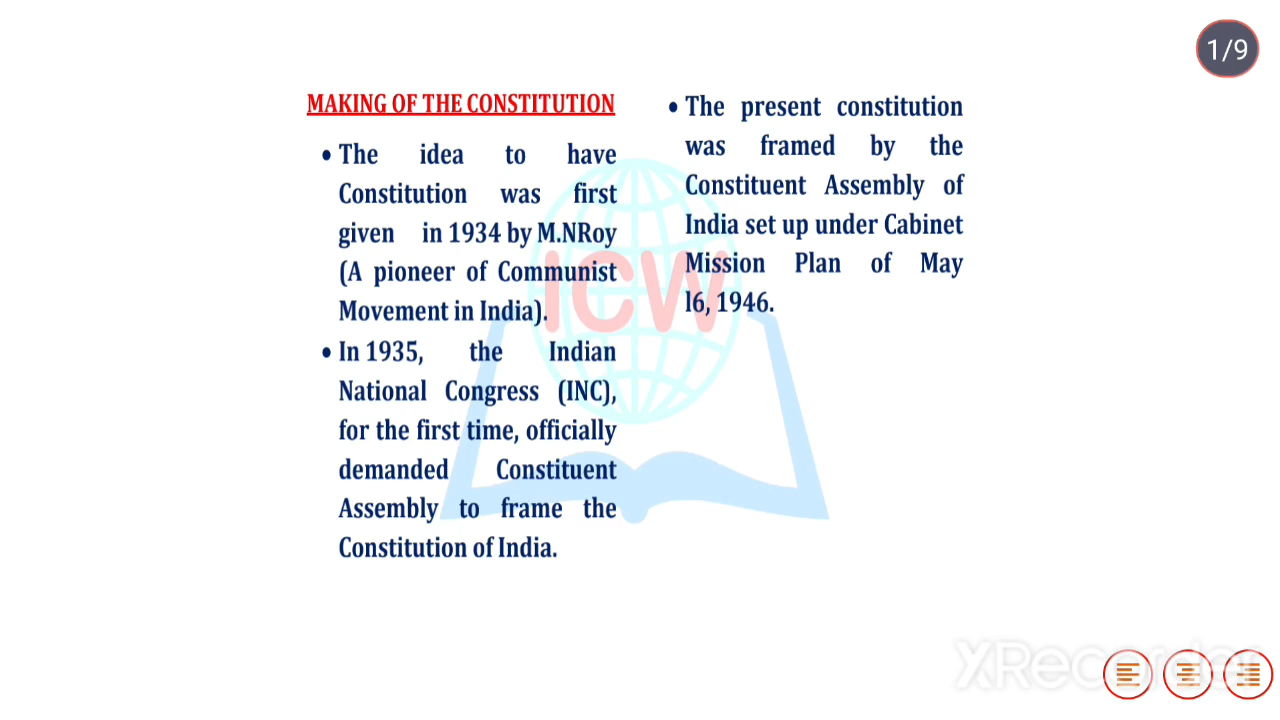 1/9
MAKING OF THE CONSTITUTION
• The idea to have
Constitution was first
given in 1934 by M.NRoy
(A pioneer of Communist
Movement in India).
• In 1935, the Indian
National Congress (INC),
for the first time, officially
demanded Constituent
Assembly to frame the
Constitution of India.
• The present constitution
was framed by the
Constituent Assembly of
India set up under Cabinet
Mission Plan of May
l6, 1946.
ICW
XRecorder